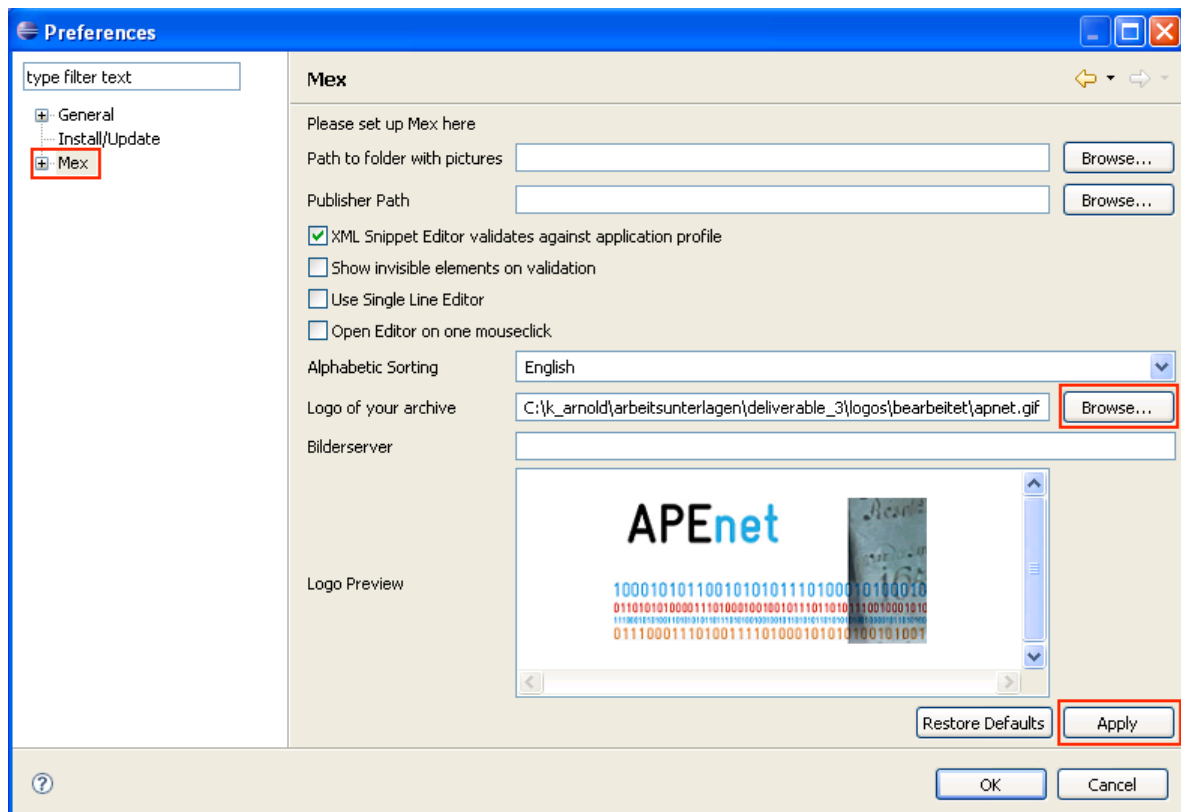 Preferences
type filter text
General
Install/Update
Mex
Mex
Please set up Mex here
Path to folder with pictures
Browse...
Publisher Path
Browse...
XML Snippet Editor validates against application profile
Show invisible elements on validation
Use Single Line Editor
Open Editor on one mouseclick
Alphabetic Sorting
English
Logo of your archive
C:\k_arnold\arbeitsunterlagen\deliverable_3\logos\bearbeitet\apnet.gif
Browse...
Bilderserver
Logo Preview
APEnet
Restore Defaults
Apply
OK
Cancel